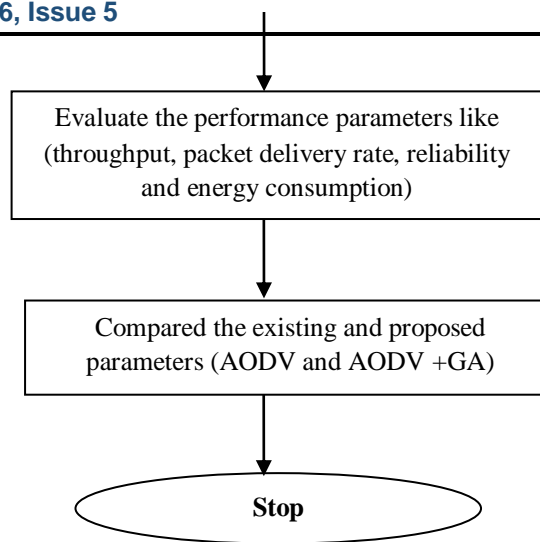 6, Issue 5
Evaluate the performance parameters like
(throughput, packet delivery rate, reliability
and energy consumption)
Compared the existing and proposed
parameters (AODV and AODV +GA)
Stop